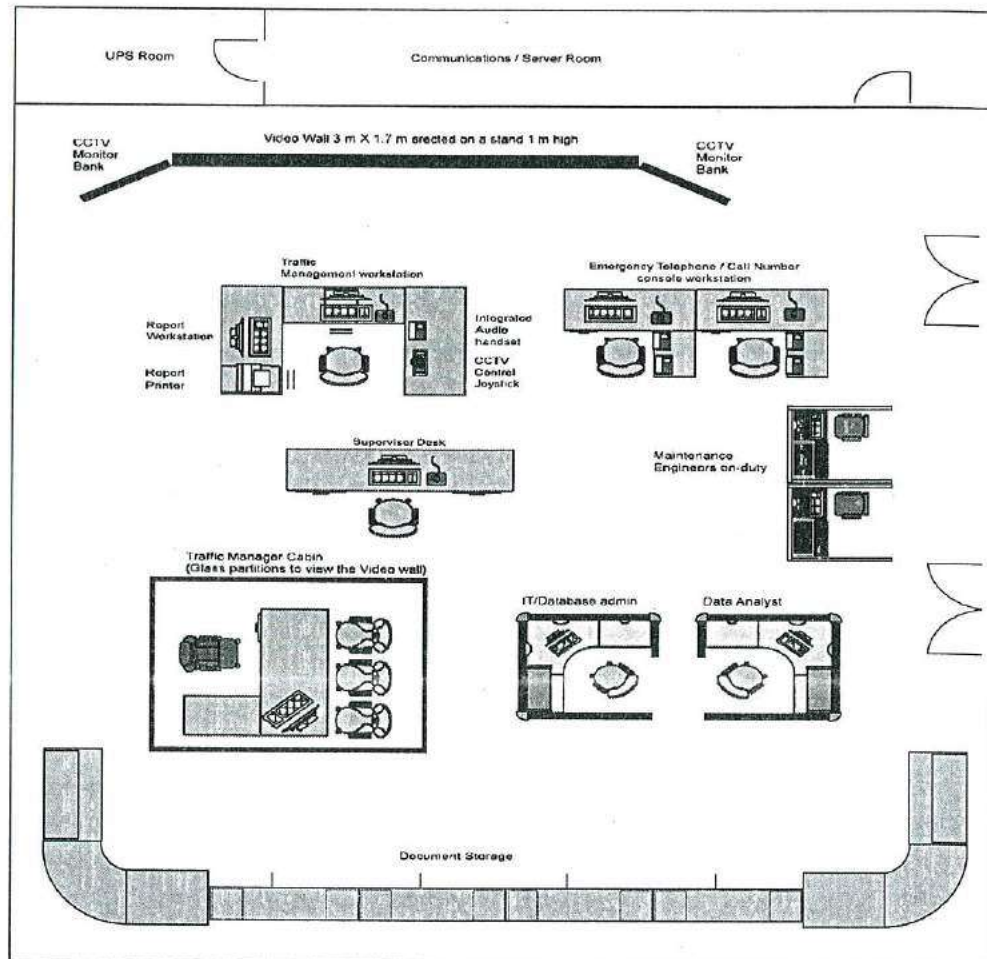 UPS Room
Communications / Server Room
Video Wall 3 m X 1.7 m erected on a stand 1 m high
CCTV
Monitor
Bank
CCTV
Monitor
Bank
Traffic
Management workstation
Emergency Telephone / Call Number
console workstation
Report
Workstation
Report
Printer
Integrated
Audio
handset
CCTV
Control
Joystick
Supervisor Desk
Maintenance
Engineers on-duty
Traffic Manager Cabin
(Glass partitions to view the Video wall)
IT/Database admin
Data Analyst
Document Storage